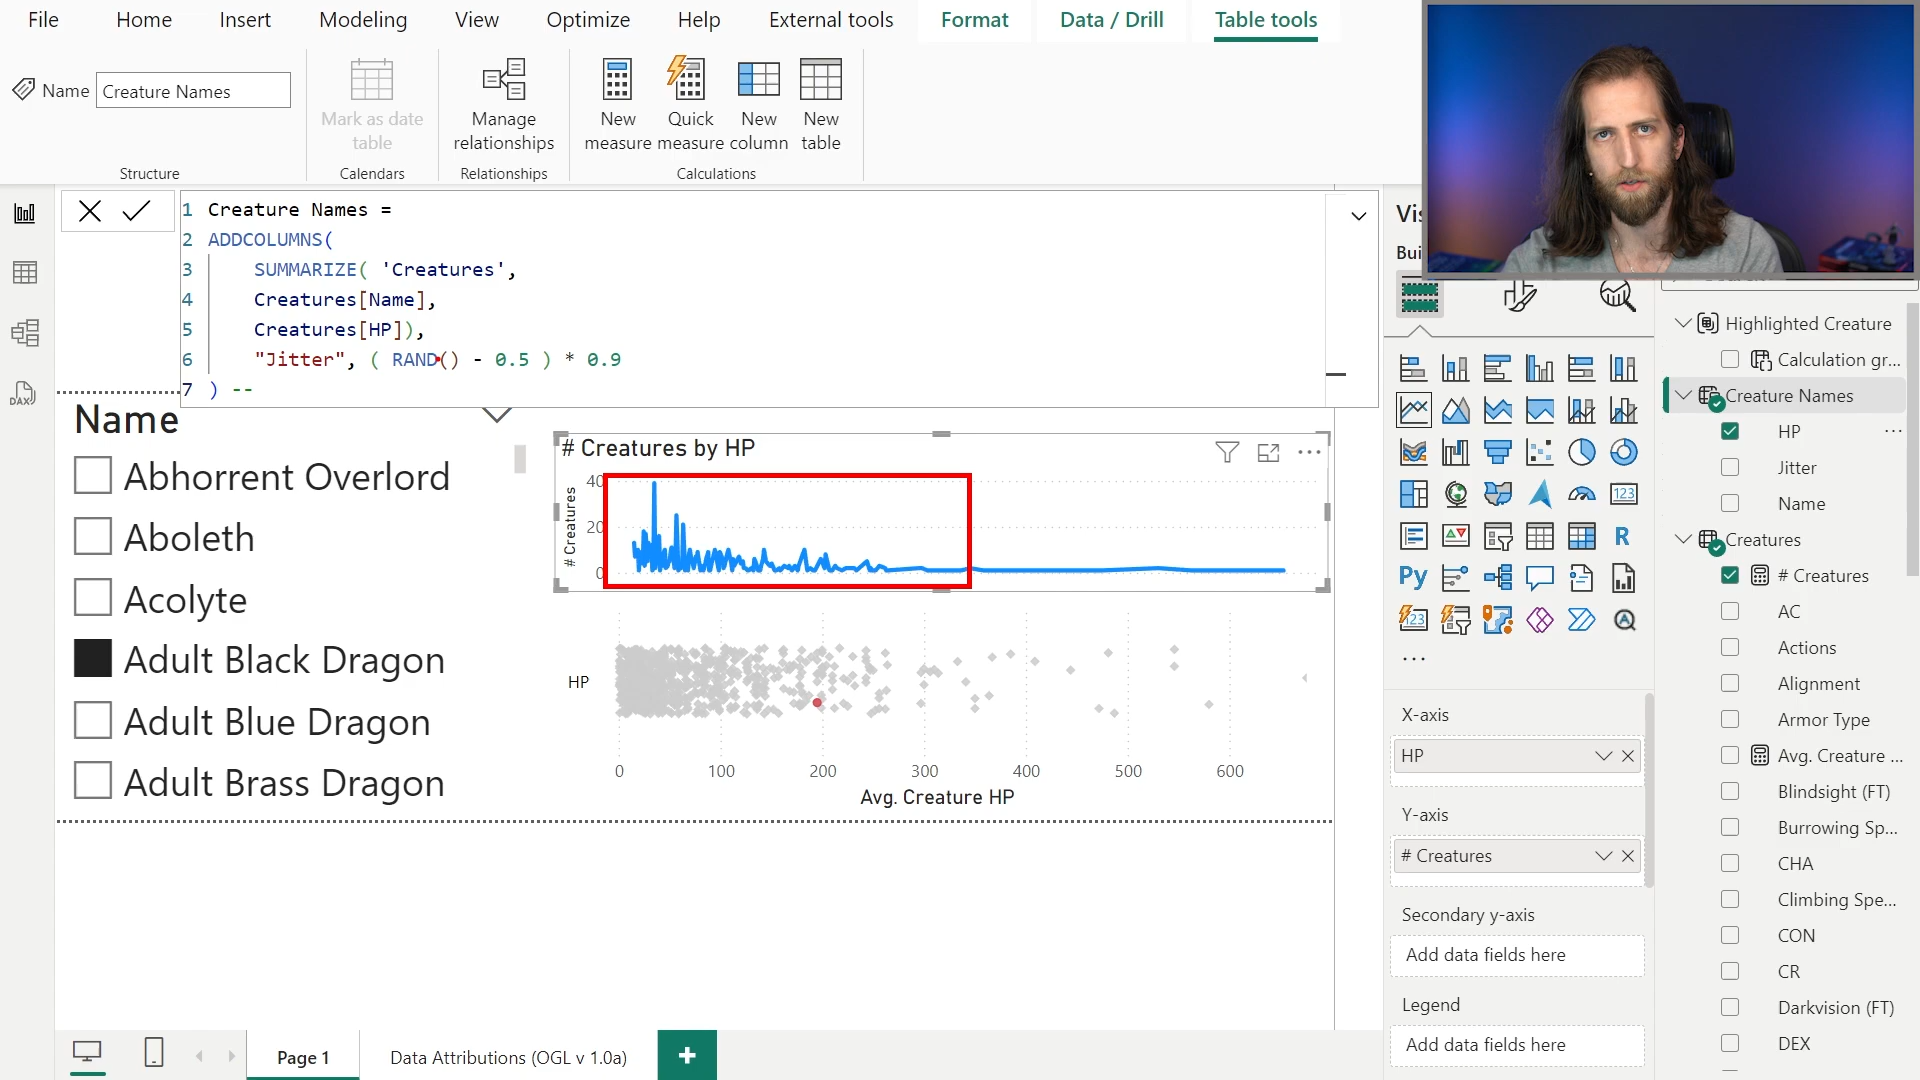 File Home Insert Modeling View Optimize Help External tools Format Data / Drill Table tools
Name Creature Names
Mark as date table
Manage relationships
New measure
Quick measure
New column
New table
Structure
Calendars
Relationships
Calculations
1 Creature Names =
2 ADDCOLUMNS(
3 SUMMARIZE( 'Creatures',
4 Creatures[Name],
5 Creatures[HP]),
6 "Jitter", ( RAND() - 0.5 ) * 0.9
7 ) --
DAX
Name
Abhorrent Overlord
Aboleth
Acolyte
Adult Black Dragon
Adult Blue Dragon
Adult Brass Dragon
# Creatures by HP
# Creatures
40
20
0
HP
0 100 200 300 400 500 600
Avg. Creature HP
Vis
Bui
123
R
Py
123
X-axis
HP
Y-axis
# Creatures
Secondary y-axis
Add data fields here
Legend
Add data fields here
Highlighted Creature
Calculation gr...
Creature Names
HP
Jitter
Name
Creatures
# Creatures
AC
Actions
Alignment
Armor Type
Avg. Creature ...
Blindsight (FT)
Burrowing Sp...
CHA
Climbing Spe...
CON
CR
Darkvision (FT)
DEX
Page 1
Data Attributions (OGL v 1.0a)